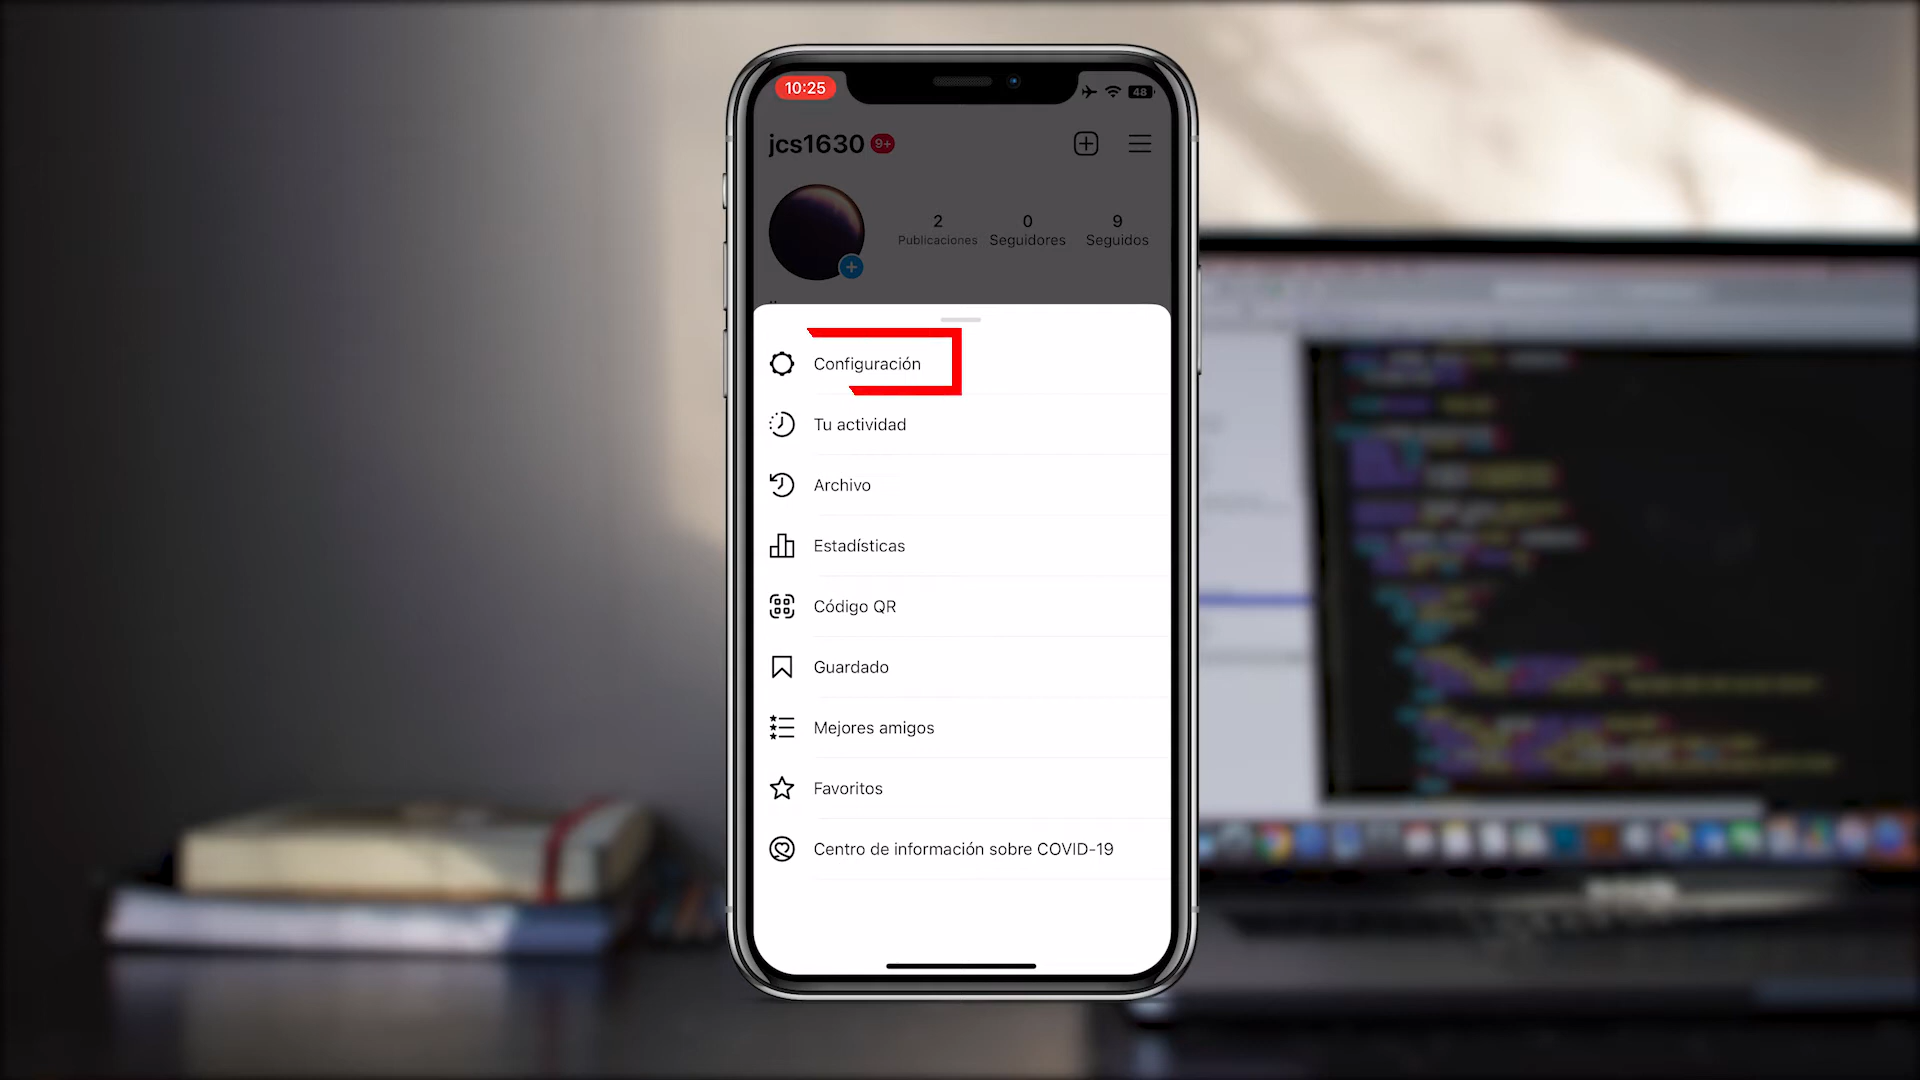 10:25
48
jcs1630 9+
2 0 9
Publicaciones Seguidores Seguidos
Configuración
Tu actividad
Archivo
Estadísticas
Código QR
Guardado
Mejores amigos
Favoritos
Centro de información sobre COVID-19